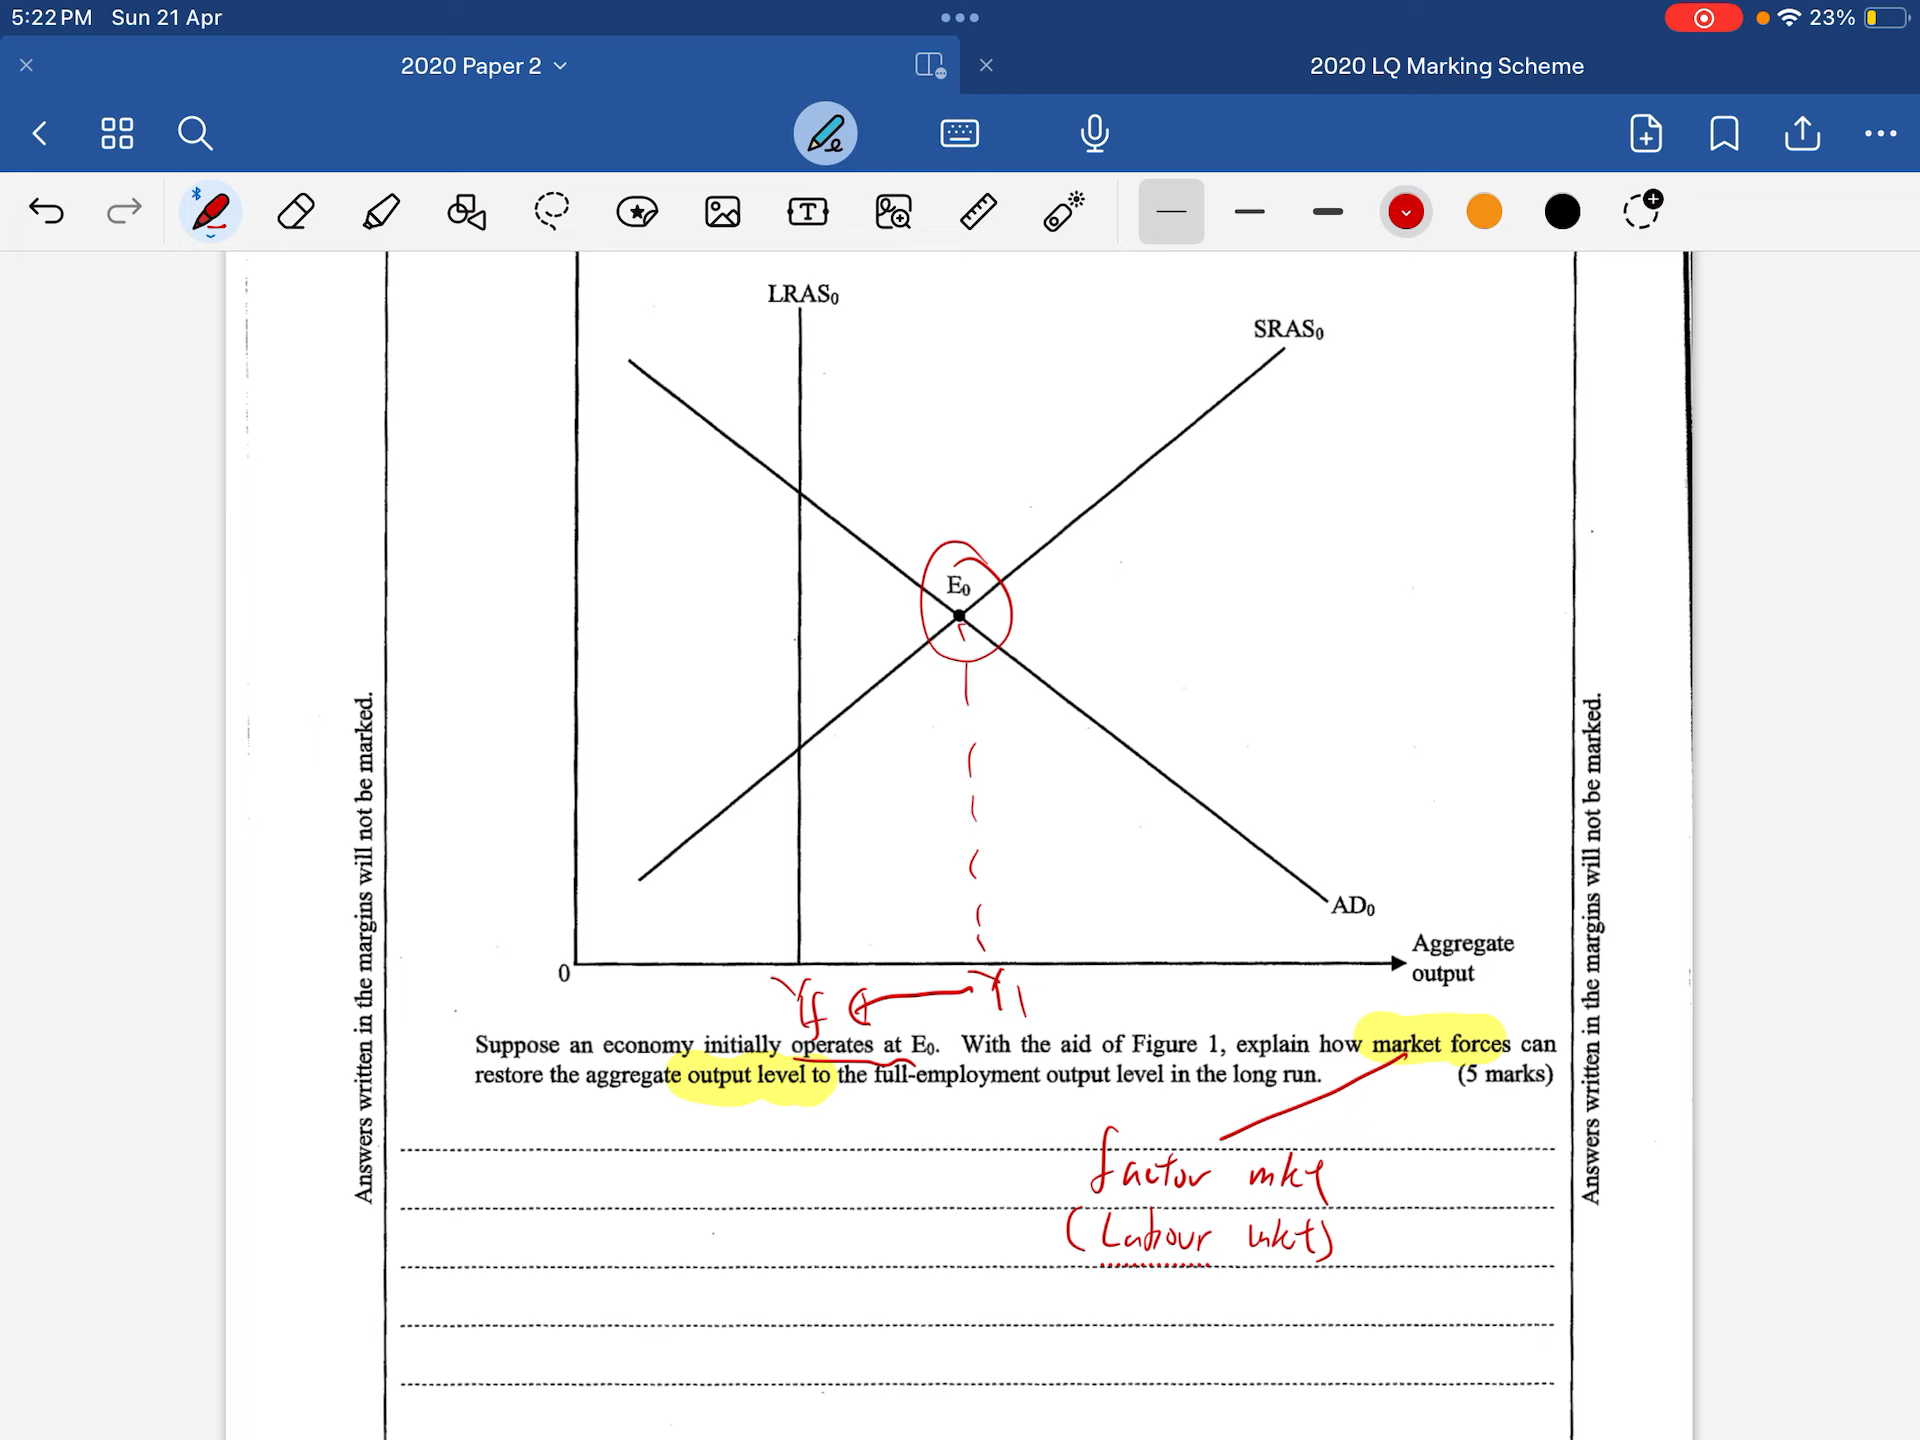 5:22 PM Sun 21 Apr
23%
2020 Paper 2
2020 LQ Marking Scheme
LRAS₀
SRAS₀
E₀
AD₀
Aggregate
output
0
Yf
Y1
Suppose an economy initially operates at E₀. With the aid of Figure 1, explain how market forces can
restore the aggregate output level to the full-employment output level in the long run. (5 marks)
factor mkt
(Labour mkt)
Answers written in the margins will not be marked.
Answers written in the margins will not be marked.